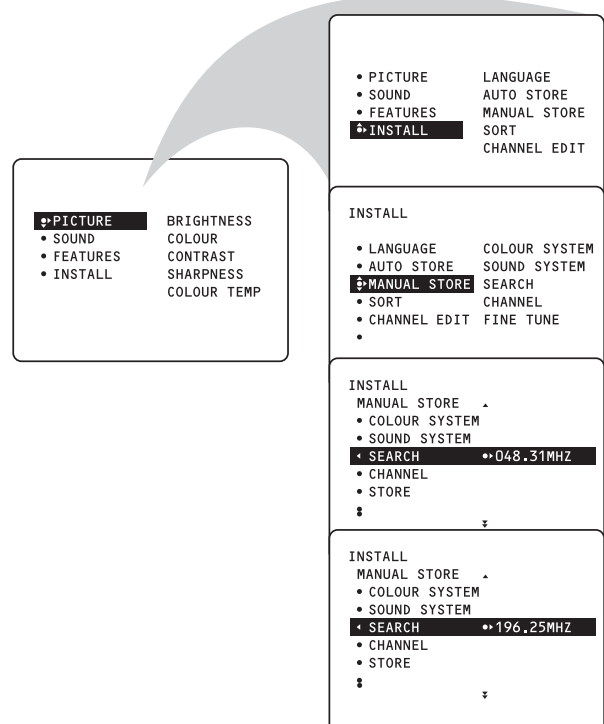 PICTURE BRIGHTNESS
SOUND COLOUR
FEATURES CONTRAST
INSTALL SHARPNESS
COLOUR TEMP
PICTURE LANGUAGE
SOUND AUTO STORE
FEATURES MANUAL STORE
INSTALL SORT
CHANNEL EDIT
INSTALL
LANGUAGE COLOUR SYSTEM
AUTO STORE SOUND SYSTEM
MANUAL STORE SEARCH
SORT CHANNEL
CHANNEL EDIT FINE TUNE
INSTALL
MANUAL STORE
COLOUR SYSTEM
SOUND SYSTEM
SEARCH 048.31MHZ
CHANNEL
STORE
INSTALL
MANUAL STORE
COLOUR SYSTEM
SOUND SYSTEM
SEARCH 196.25MHZ
CHANNEL
STORE